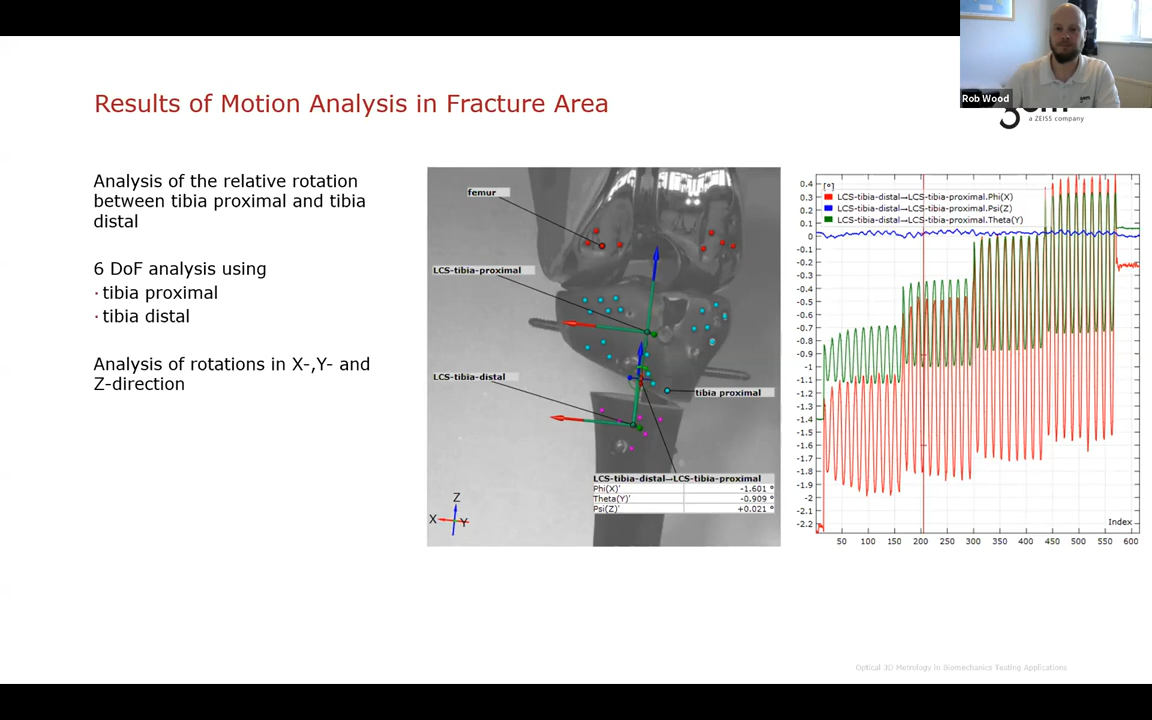 Rob Wood
a ZEISS company
Results of Motion Analysis in Fracture Area
Analysis of the relative rotation
between tibia proximal and tibia
distal
6 DoF analysis using
· tibia proximal
· tibia distal
Analysis of rotations in X-,Y- and
Z-direction
femur
LCS-tibia-proximal
LCS-tibia-distal
tibia proximal
LCS-tibia-distal→LCS-tibia-proximal
Phi(X)' -1.601 °
Theta(Y)' -0.909 °
Psi(Z)' +0.021 °
Z
X Y
[°]
LCS-tibia-distal→LCS-tibia-proximal.Phi(X)
LCS-tibia-distal→LCS-tibia-proximal.Psi(Z)
LCS-tibia-distal→LCS-tibia-proximal.Theta(Y)
0.4
0.3
0.2
0.1
0
-0.1
-0.2
-0.3
-0.4
-0.5
-0.6
-0.7
-0.8
-0.9
-1
-1.1
-1.2
-1.3
-1.4
-1.5
-1.6
-1.7
-1.8
-1.9
-2
-2.1
-2.2
Index
50 100 150 200 250 300 350 400 450 500 550 600
Optical 3D Metrology in Biomechanics Testing Applications